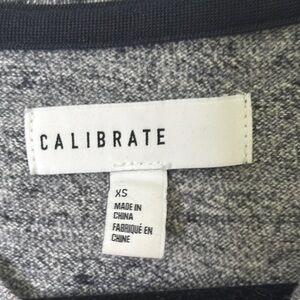 CALIBRATE
XS
MADE IN
CHINA
FABRIQUÉ EN
CHINE